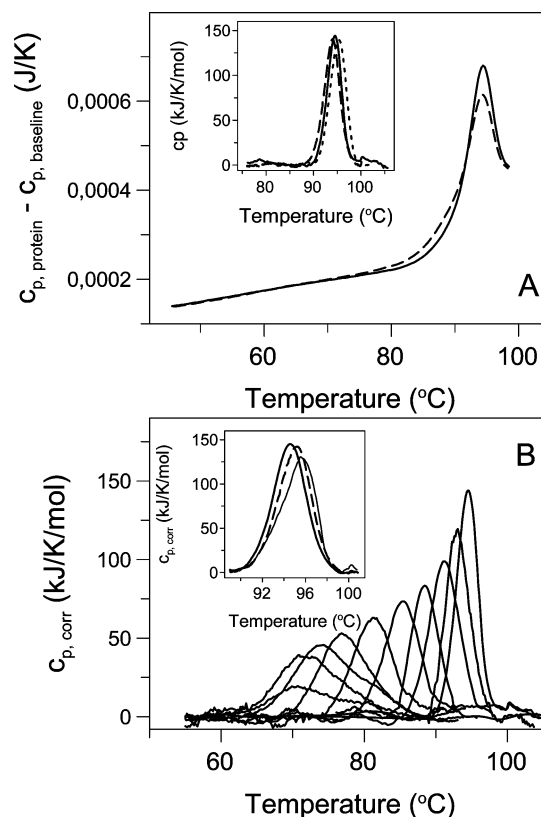 A
c_p, protein - c_p, baseline (J/K)
0,0006
0,0004
0,0002
60 80 100
Temperature (°C)
cp (kJ/K/mol)
150
100
50
0
80 90 100
Temperature (°C)
B
c_p, corr (kJ/K/mol)
150
100
50
0
60 80 100
Temperature (°C)
c_p, corr (kJ/K/mol)
150
100
50
0
92 96 100
Temperature (°C)